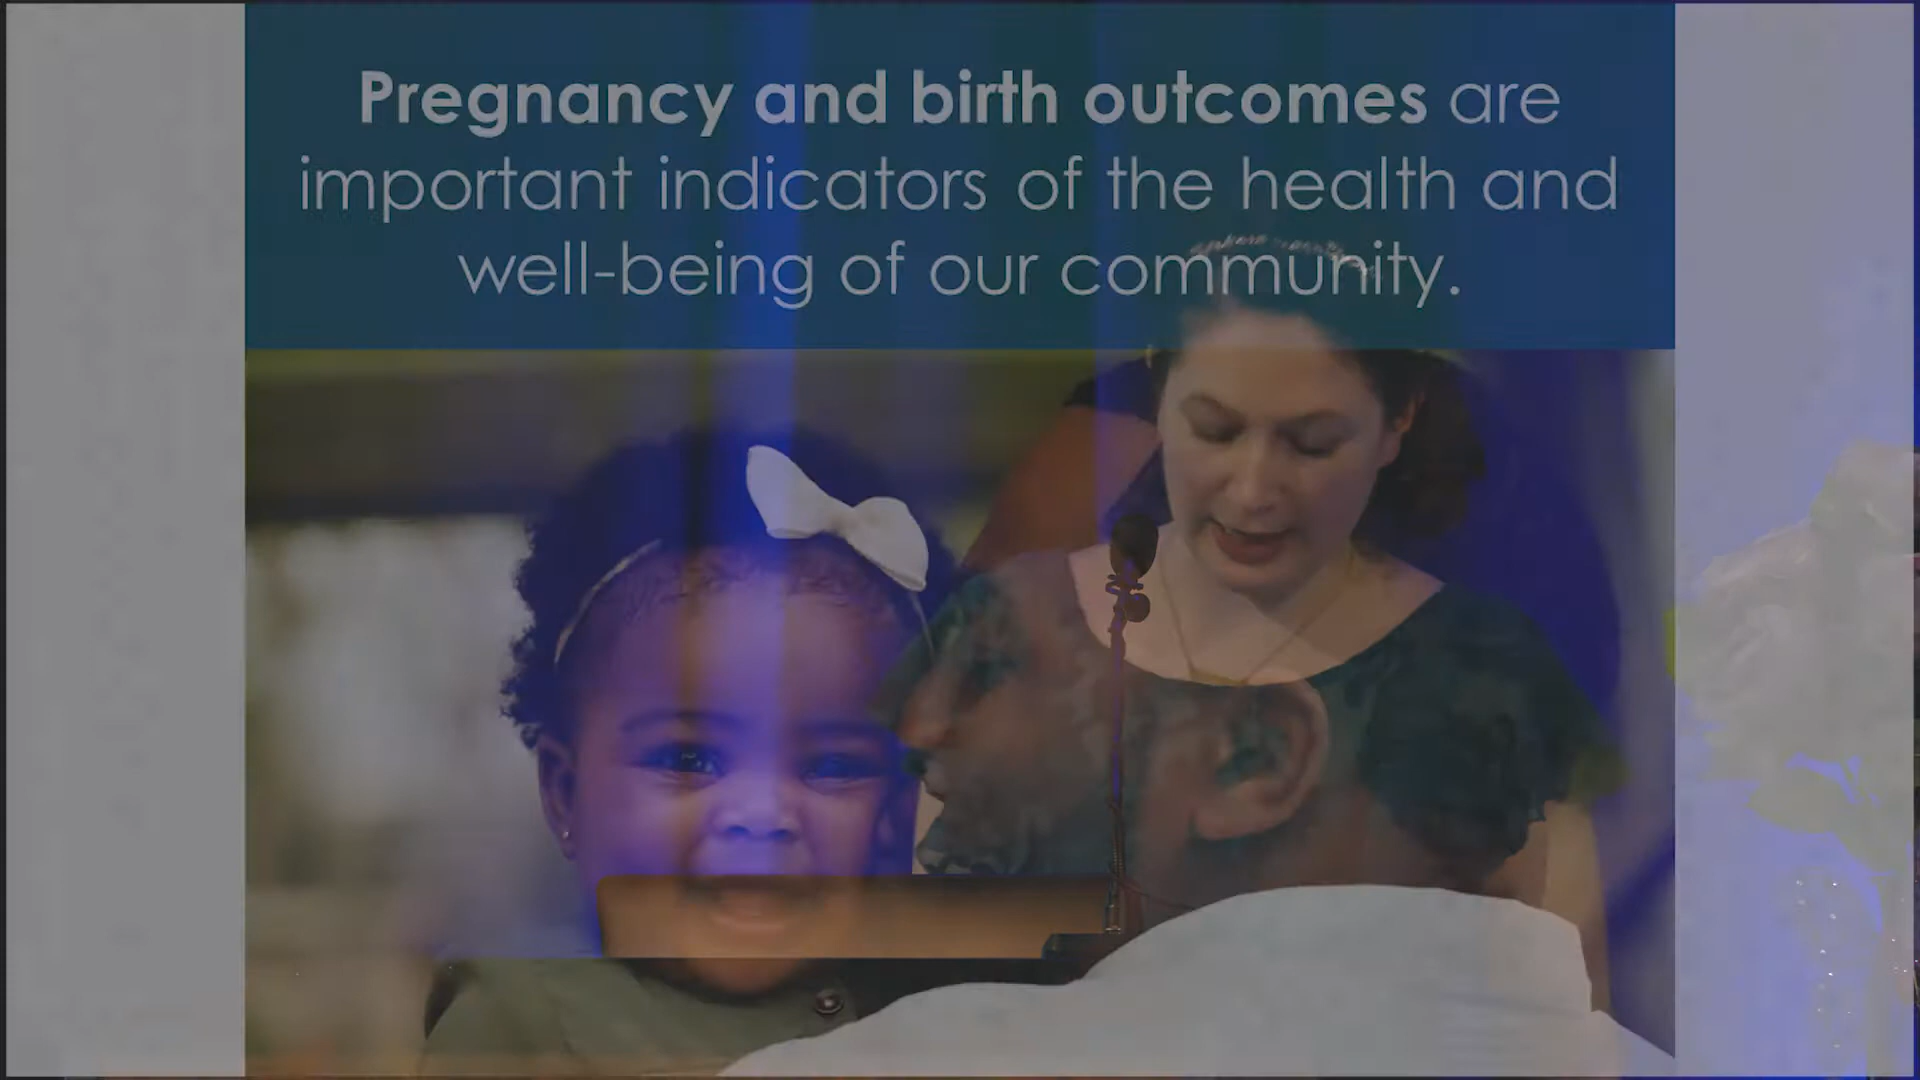 Pregnancy and birth outcomes are
important indicators of the health and
well-being of our community.